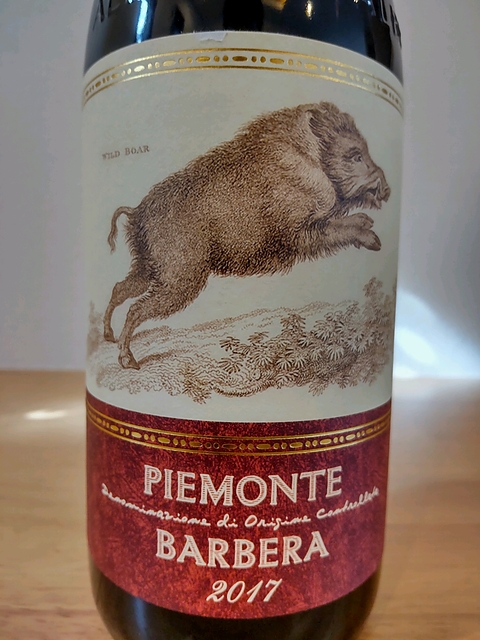 WILD BOAR
PIEMONTE
Denominazione di Origine Controllata
BARBERA
2017